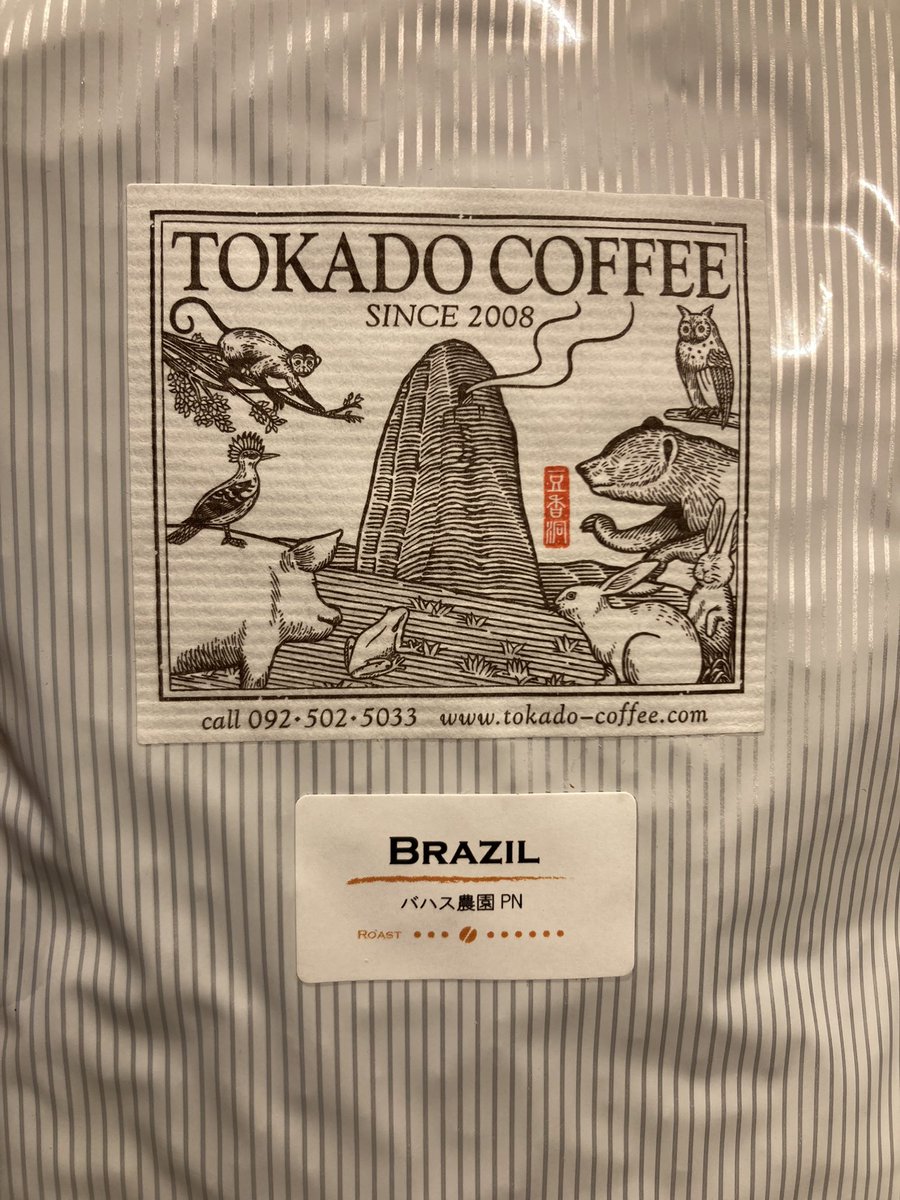 TOKADO COFFEE
SINCE 2008
豆香洞
call 092·502·5033 www.tokado-coffee.com
BRAZIL
バハス農園 PN
ROAST